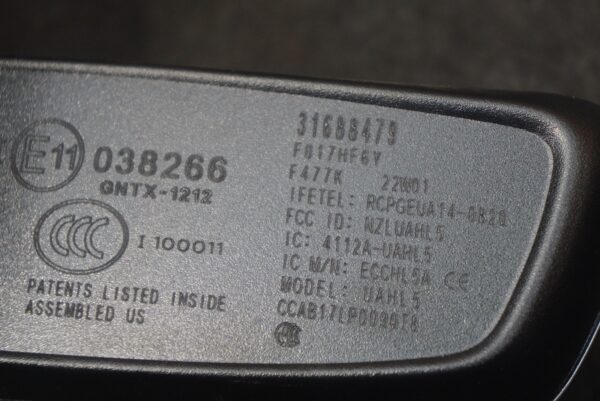 E11 038266
GNTX-1212
CCC I 100011
PATENTS LISTED INSIDE
ASSEMBLED US
31688479
F017HF6Y
F477K 22W01
IFETEL: RCPGEUA14-0828
FCC ID: NZLUAHL5
IC: 4112A-UAHL5
IC M/N: ECCHL5A CE
MODEL: UAHL5